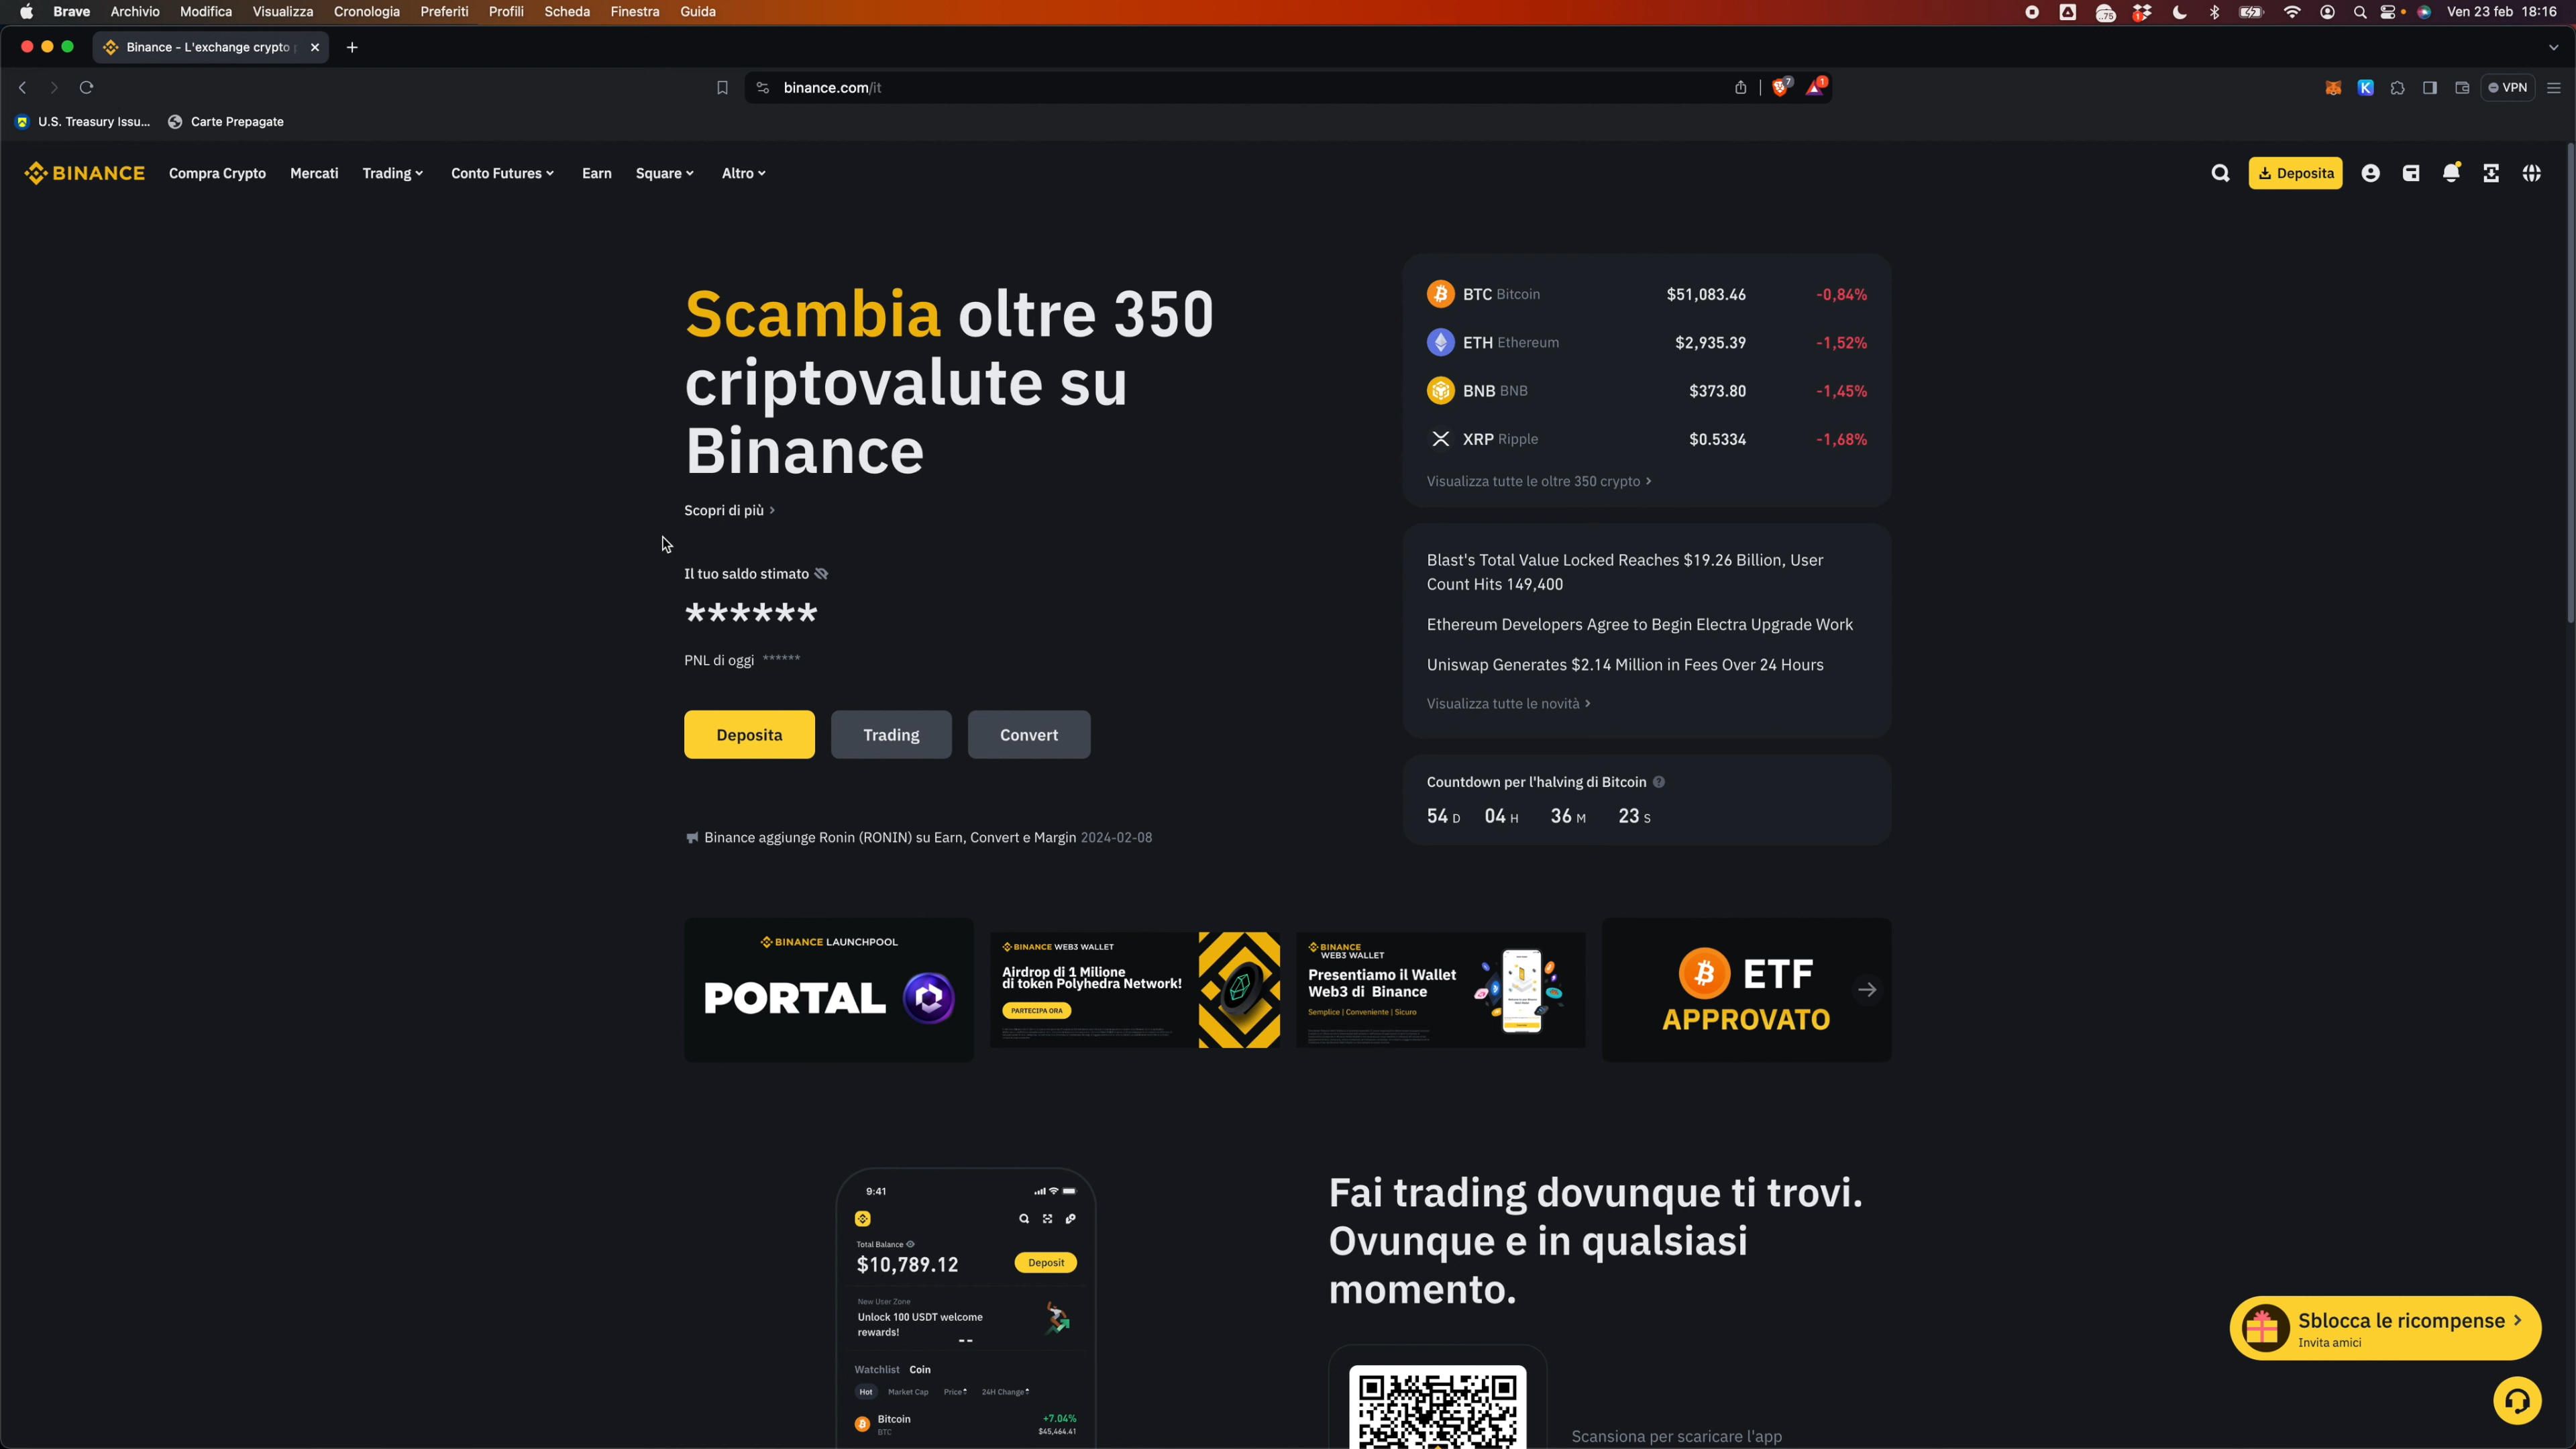 Brave Archivio Modifica Visualizza Cronologia Preferiti Profili Scheda Finestra Guida
75 1 Ven 23 feb 18:16
Binance - L'exchange crypto
binance.com/it
7 1
K VPN
U.S. Treasury Issu... Carte Prepagate
BINANCE Compra Crypto Mercati Trading Conto Futures Earn Square Altro
Deposita
Scambia oltre 350
criptovalute su
Binance
Scopri di più >
Il tuo saldo stimato
******
PNL di oggi ******
Deposita Trading Convert
Binance aggiunge Ronin (RONIN) su Earn, Convert e Margin 2024-02-08
BTC Bitcoin $51,083.46 -0,84%
ETH Ethereum $2,935.39 -1,52%
BNB BNB $373.80 -1,45%
XRP Ripple $0.5334 -1,68%
Visualizza tutte le oltre 350 crypto >
Blast's Total Value Locked Reaches $19.26 Billion, User
Count Hits 149,400
Ethereum Developers Agree to Begin Electra Upgrade Work
Uniswap Generates $2.14 Million in Fees Over 24 Hours
Visualizza tutte le novità >
Countdown per l'halving di Bitcoin ?
54 D 04 H 36 M 23 S
BINANCE LAUNCHPOOL
PORTAL
BINANCE WEB3 WALLET
Airdrop di 1 Milione
di token Polyhedra Network!
PARTECIPA ORA
BINANCE
WEB3 WALLET
Presentiamo il Wallet
Web3 di Binance
Semplice | Conveniente | Sicuro
ETF
APPROVATO
9:41
Total Balance
$10,789.12
Deposit
New User Zone
Unlock 100 USDT welcome
rewards!
--
Watchlist Coin
Hot Market Cap Price 24H Change
Bitcoin +7.04%
BTC $45,464.41
Fai trading dovunque ti trovi.
Ovunque e in qualsiasi
momento.
Scansiona per scaricare l'app
Sblocca le ricompense >
Invita amici